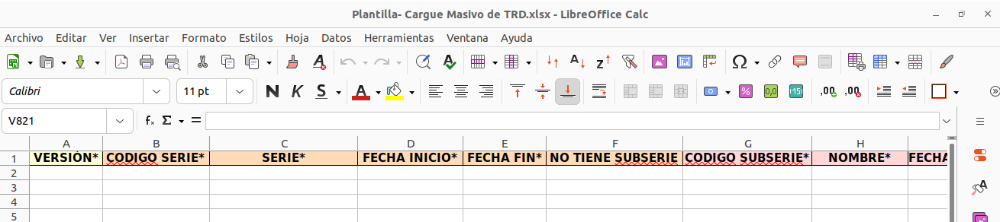 Plantilla- Cargue Masivo de TRD.xlsx - LibreOffice Calc
Archivo Editar Ver Insertar Formato Estilos Hoja Datos Herramientas Ventana Ayuda
Calibri 11 pt N K S A
V821
A B C D E F G H
1 VERSIÓN* CODIGO SERIE* SERIE* FECHA INICIO* FECHA FIN* NO TIENE SUBSERIE CODIGO SUBSERIE* NOMBRE* FECHA
2
3
4
5